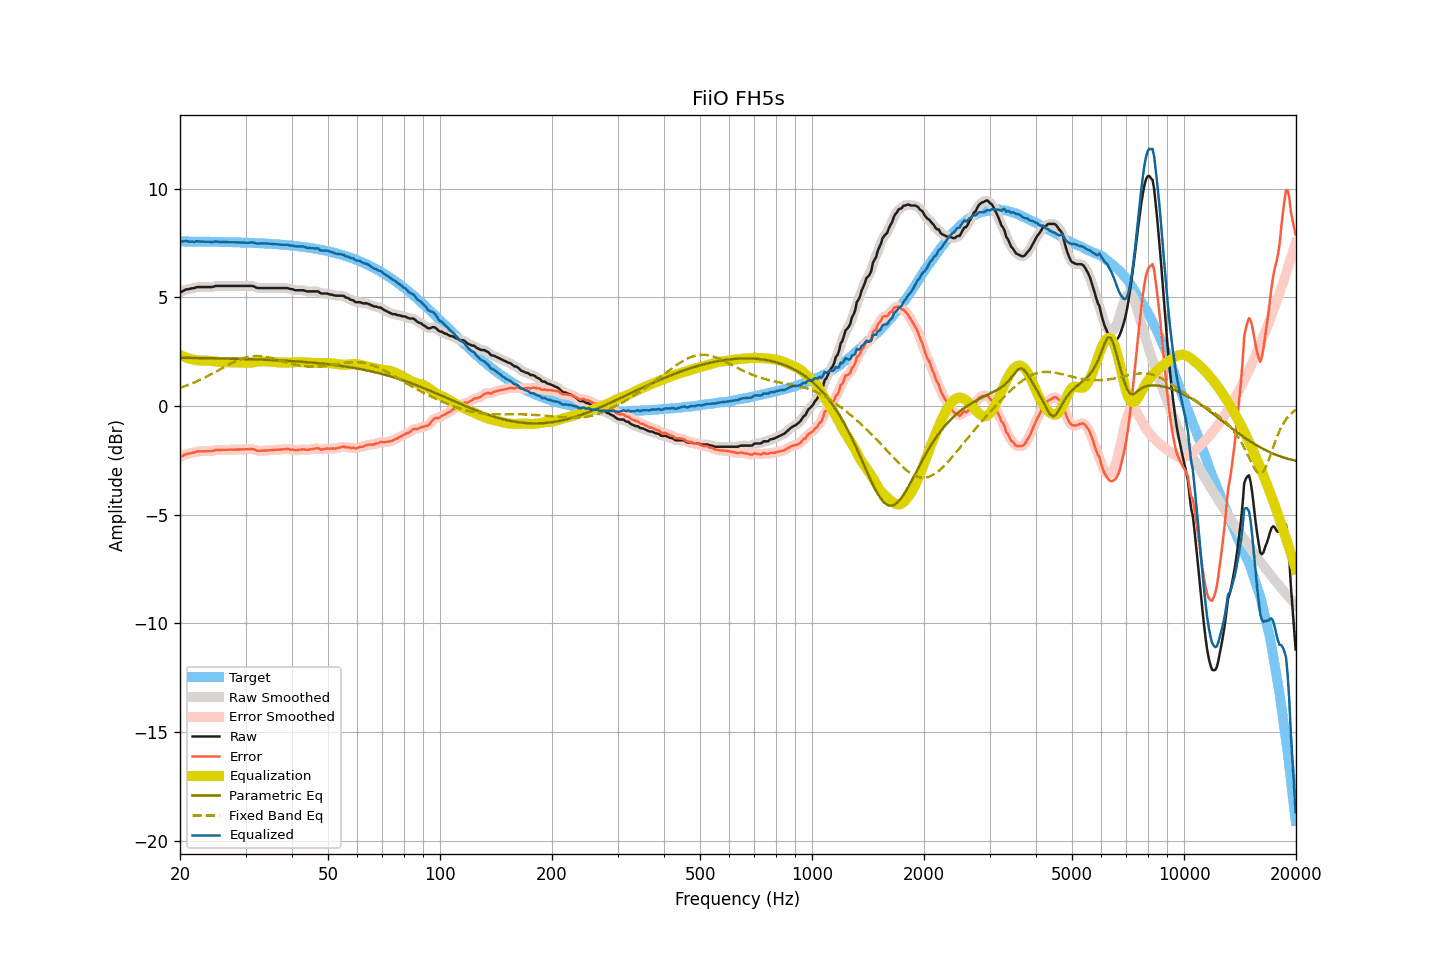 FiiO FH5s
Amplitude (dBr)
10
5
0
−5
−10
−15
−20
Target
Raw Smoothed
Error Smoothed
Raw
Error
Equalization
Parametric Eq
Fixed Band Eq
Equalized
20 50 100 200 500 1000 2000 5000 10000 20000
Frequency (Hz)